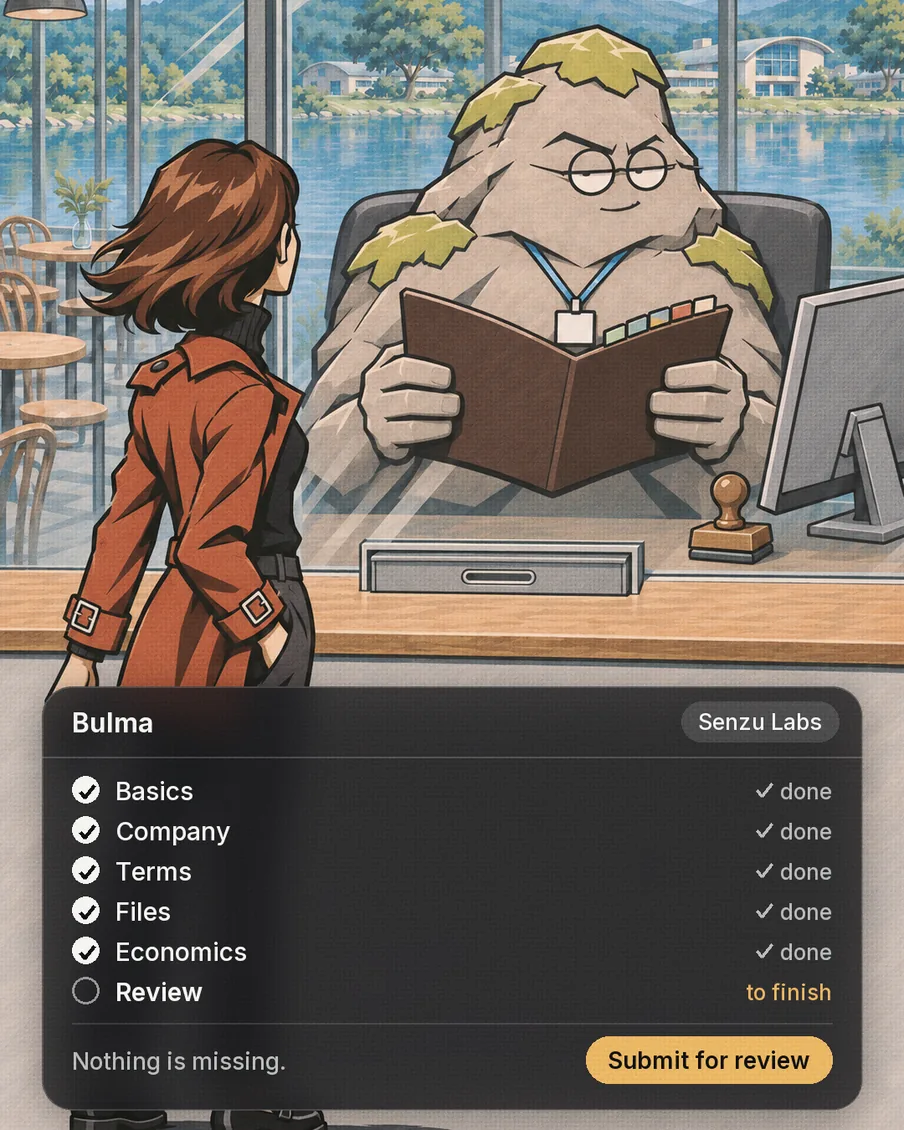 Bulma
Senzu Labs
Basics
✓ done
Company
✓ done
Terms
✓ done
Files
✓ done
Economics
✓ done
Review
to finish
Nothing is missing.
Submit for review